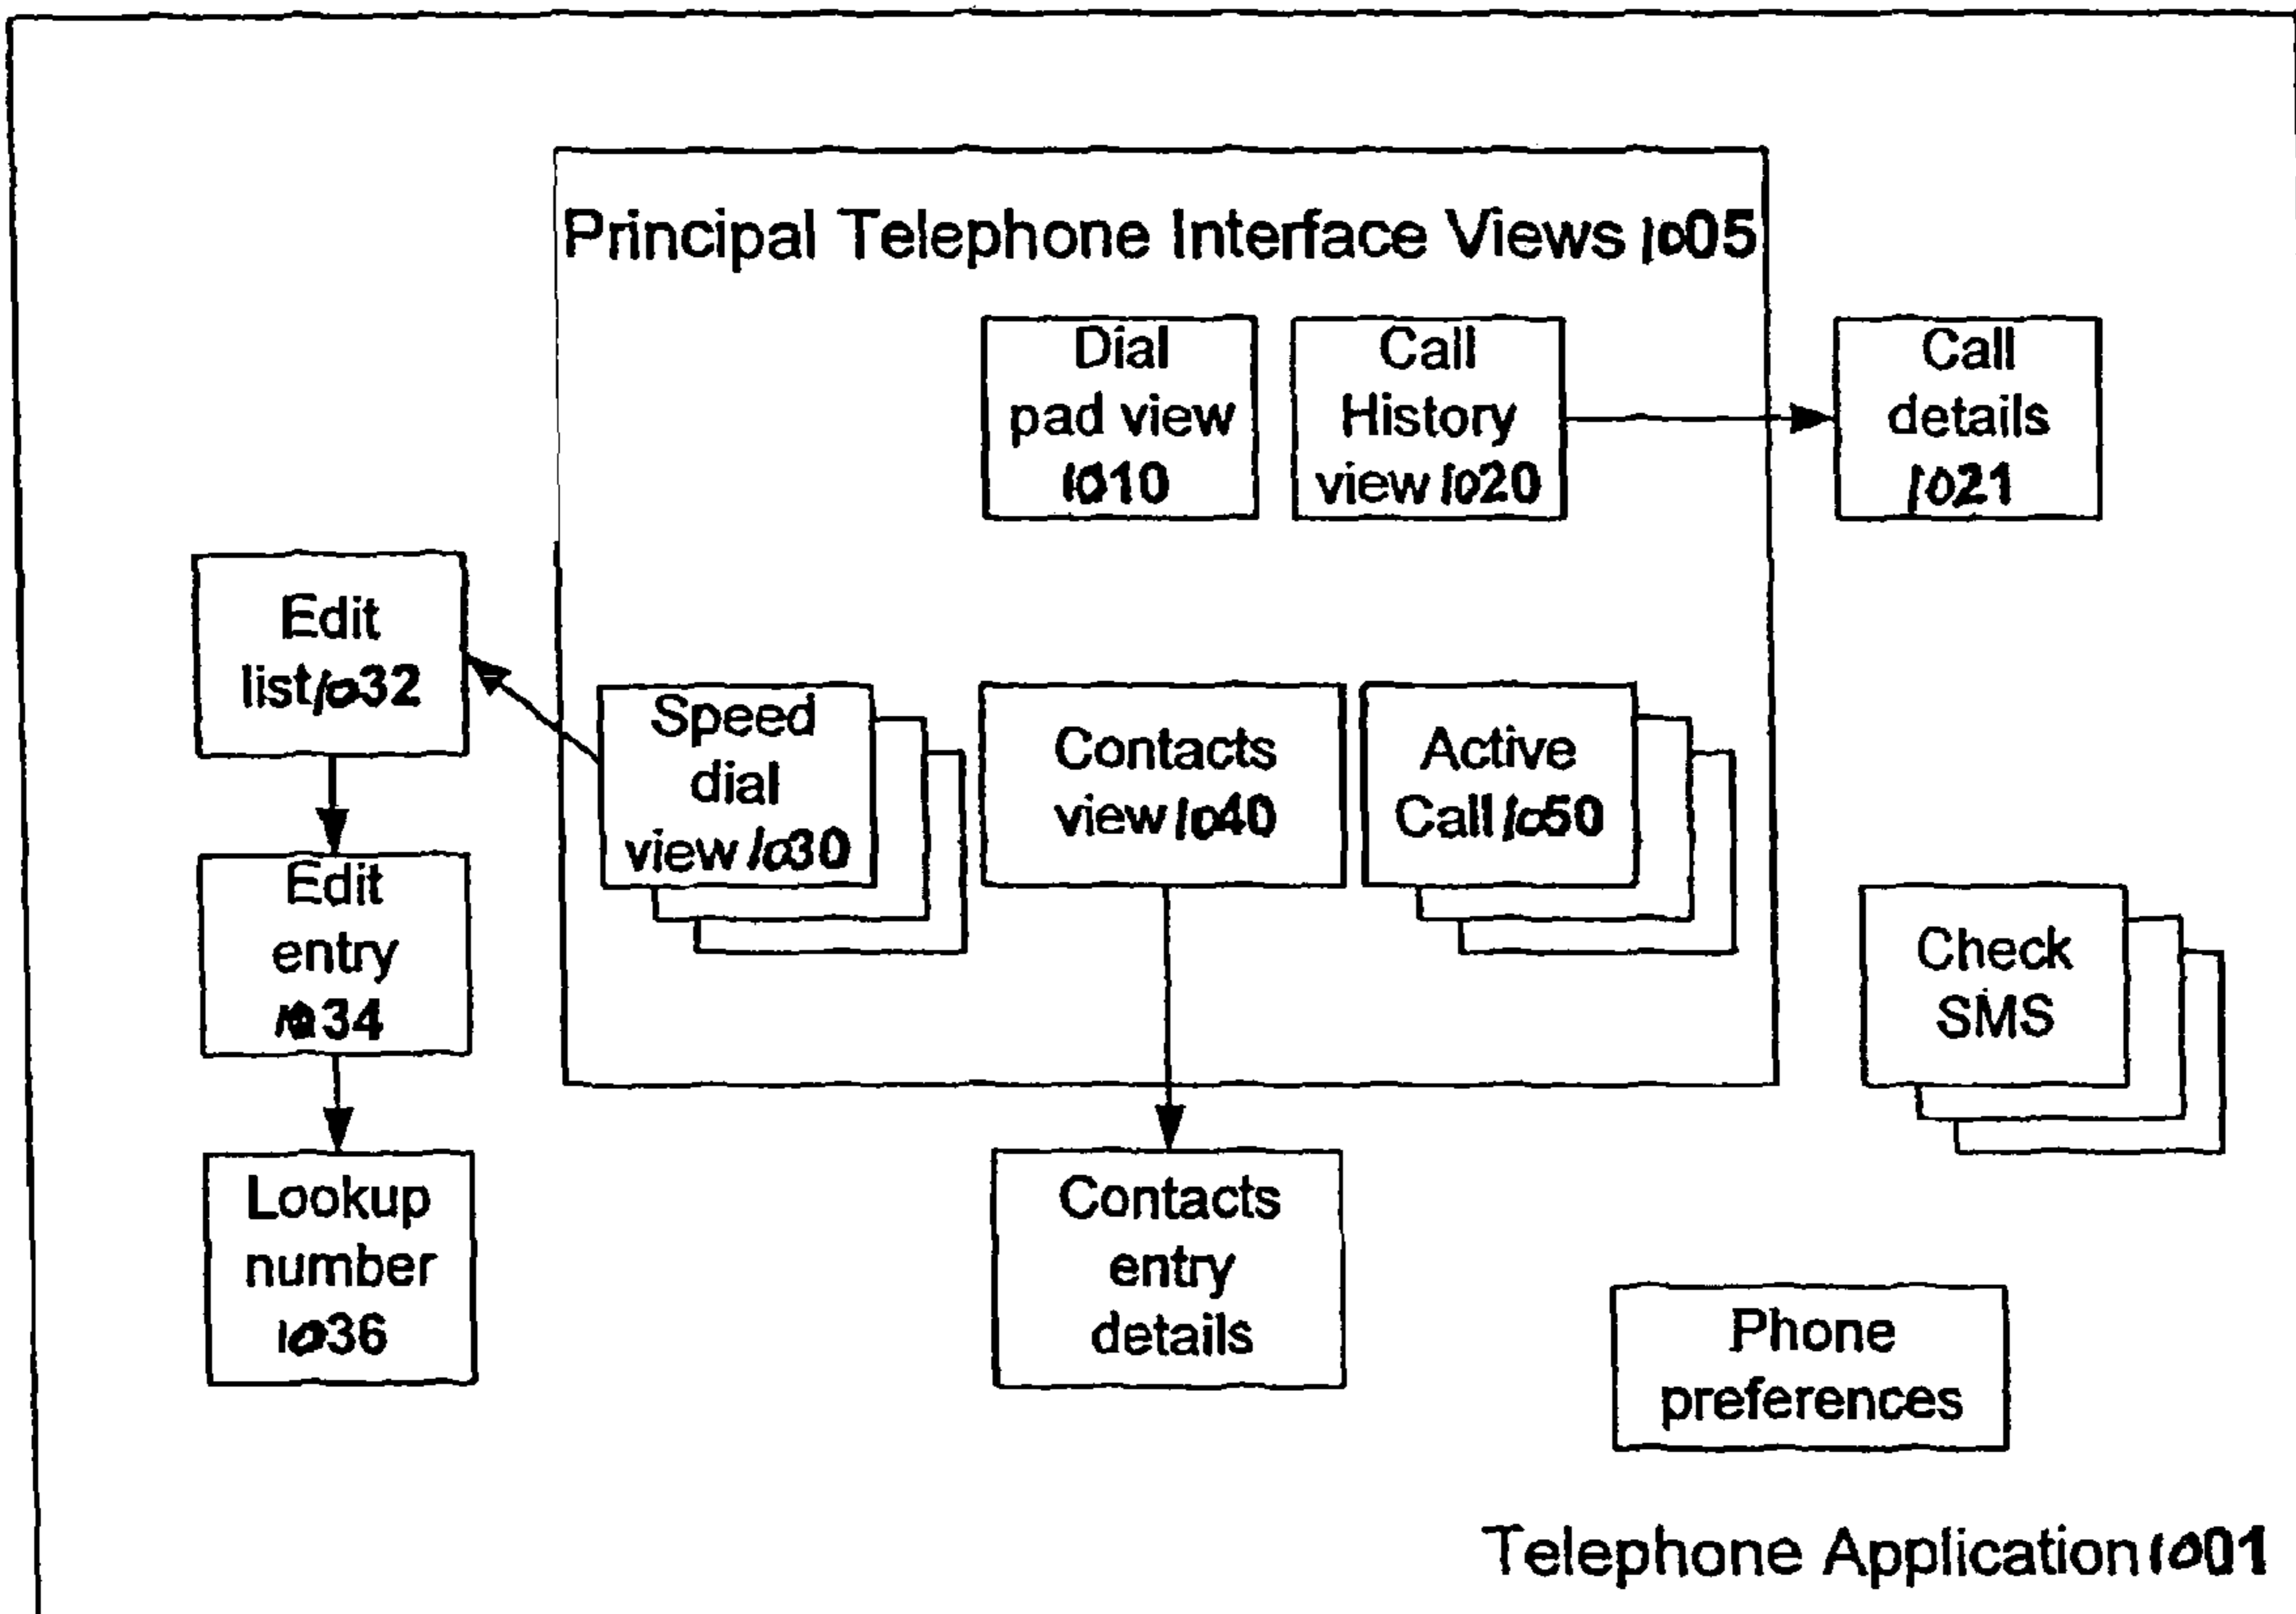 Principal Telephone Interface Views 1005
Dial
pad view
1010
Call
History
view 1020
Call
details
1021
Edit
list 1032
Speed
dial
view 1030
Contacts
view 1040
Active
Call 1050
Edit
entry
1034
Check
SMS
Lookup
number
1036
Contacts
entry
details
Phone
preferences
Telephone Application 1001